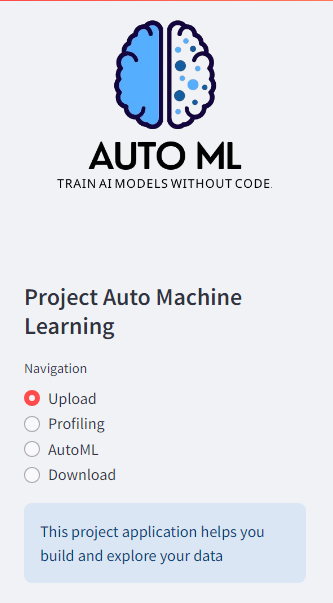 AUTO ML
TRAIN AI MODELS WITHOUT CODE.
Project Auto Machine
Learning
Navigation
Upload
Profiling
AutoML
Download
This project application helps you
build and explore your data